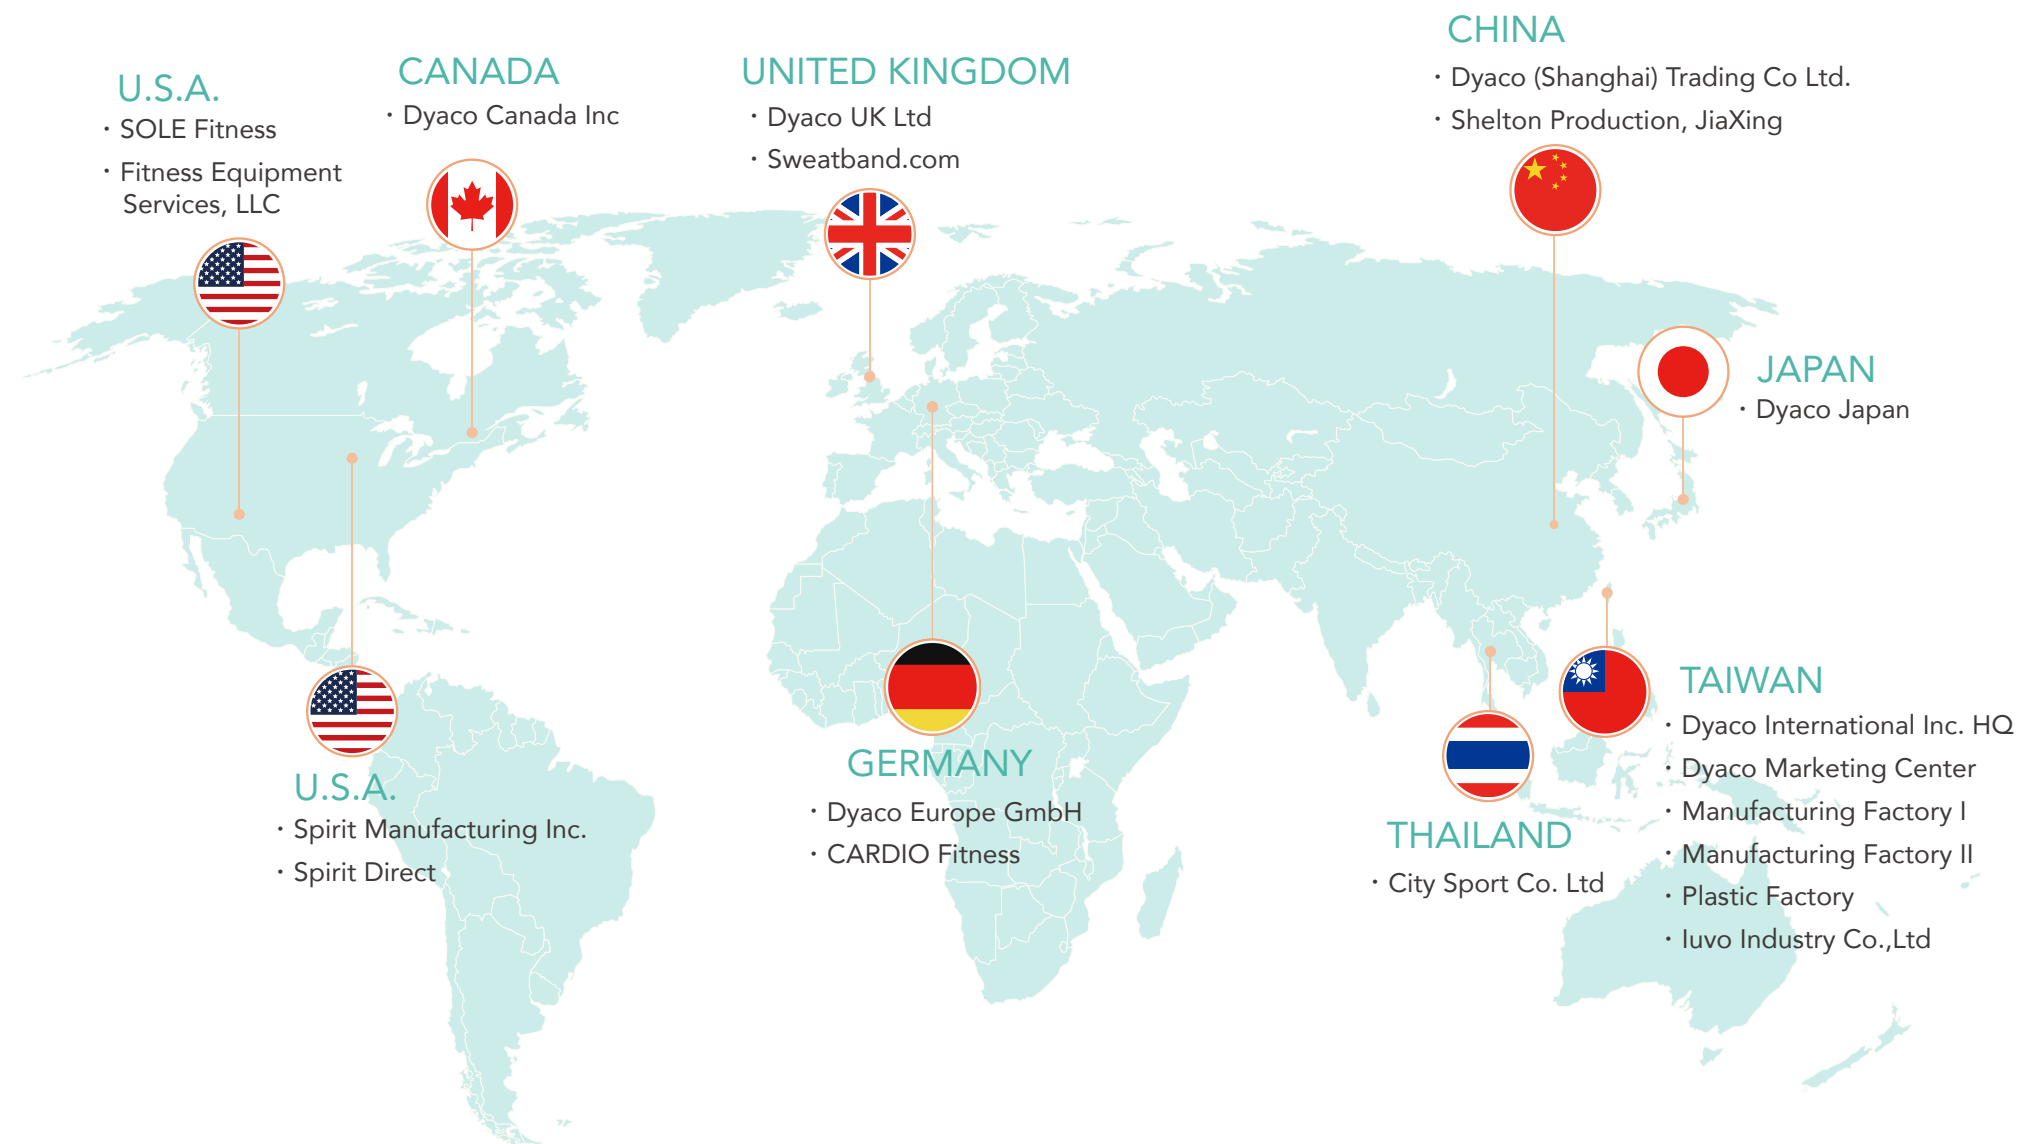 U.S.A.
· SOLE Fitness
· Fitness Equipment
Services, LLC
CANADA
· Dyaco Canada Inc
UNITED KINGDOM
· Dyaco UK Ltd
· Sweatband.com
CHINA
· Dyaco (Shanghai) Trading Co Ltd.
· Shelton Production, JiaXing
JAPAN
· Dyaco Japan
U.S.A.
· Spirit Manufacturing Inc.
· Spirit Direct
GERMANY
· Dyaco Europe GmbH
· CARDIO Fitness
THAILAND
· City Sport Co. Ltd
TAIWAN
· Dyaco International Inc. HQ
· Dyaco Marketing Center
· Manufacturing Factory I
· Manufacturing Factory II
· Plastic Factory
· Iuvo Industry Co.,Ltd